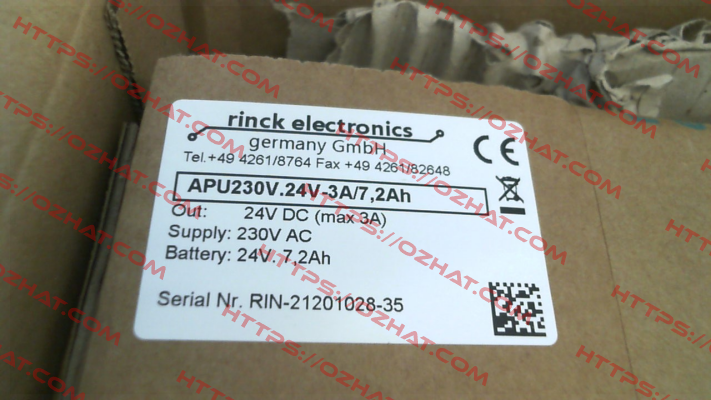 rinck electronics
germany GmbH
Tel.+49 4261/8764 Fax +49 4261/82648
CE
APU230V.24V-3A/7,2Ah
Out: 24V DC (max 3A)
Supply: 230V AC
Battery: 24V/7,2Ah
Serial Nr. RIN-21201028-35
HTTPS://OZHAT.COM